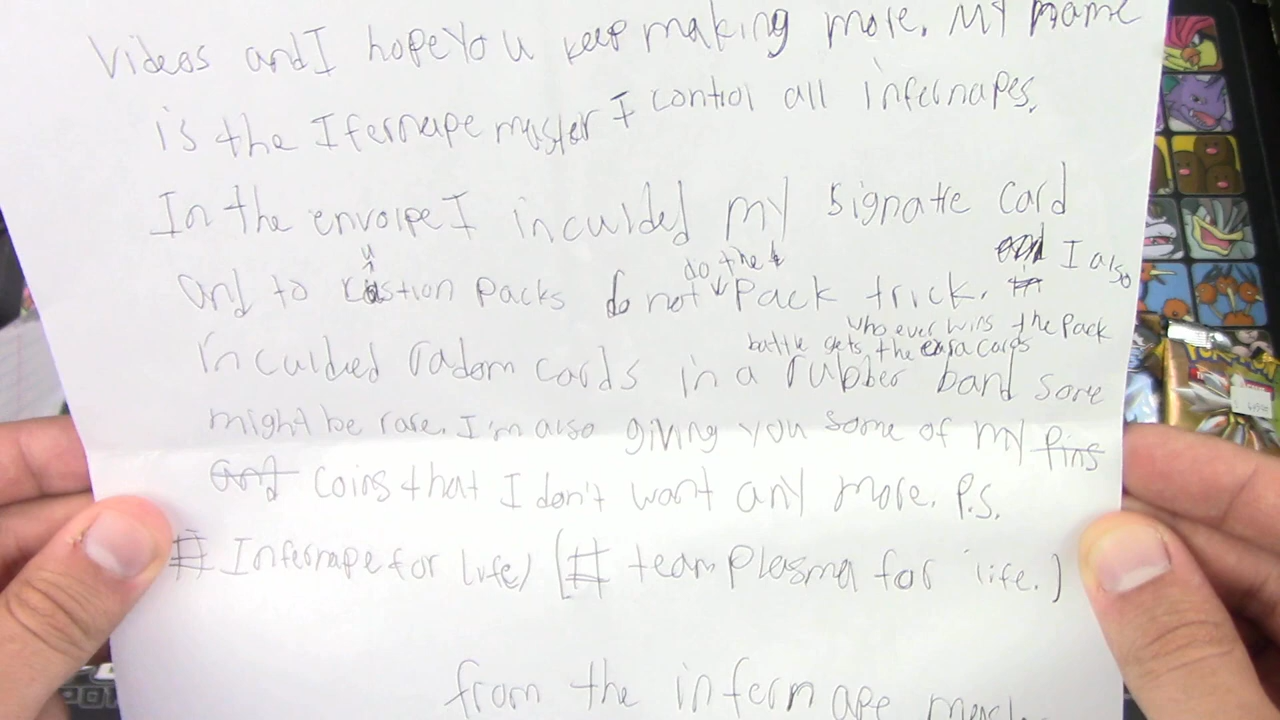 Videos and I hope You keep making more. My name
is the Ifernape master I control all infernapes.
In the envolpe I inculded my signatte card
and to rustion packs do not do the pack trick. I also
inculded radom cards in a rubber band some
who ever wins the Pack
battle gets the cards
might be rare. I'm also giving you some of my pins
and coins that I don't want any more. P.S.
# Infernape for life! (# team Plasma for life.)
from the infernape